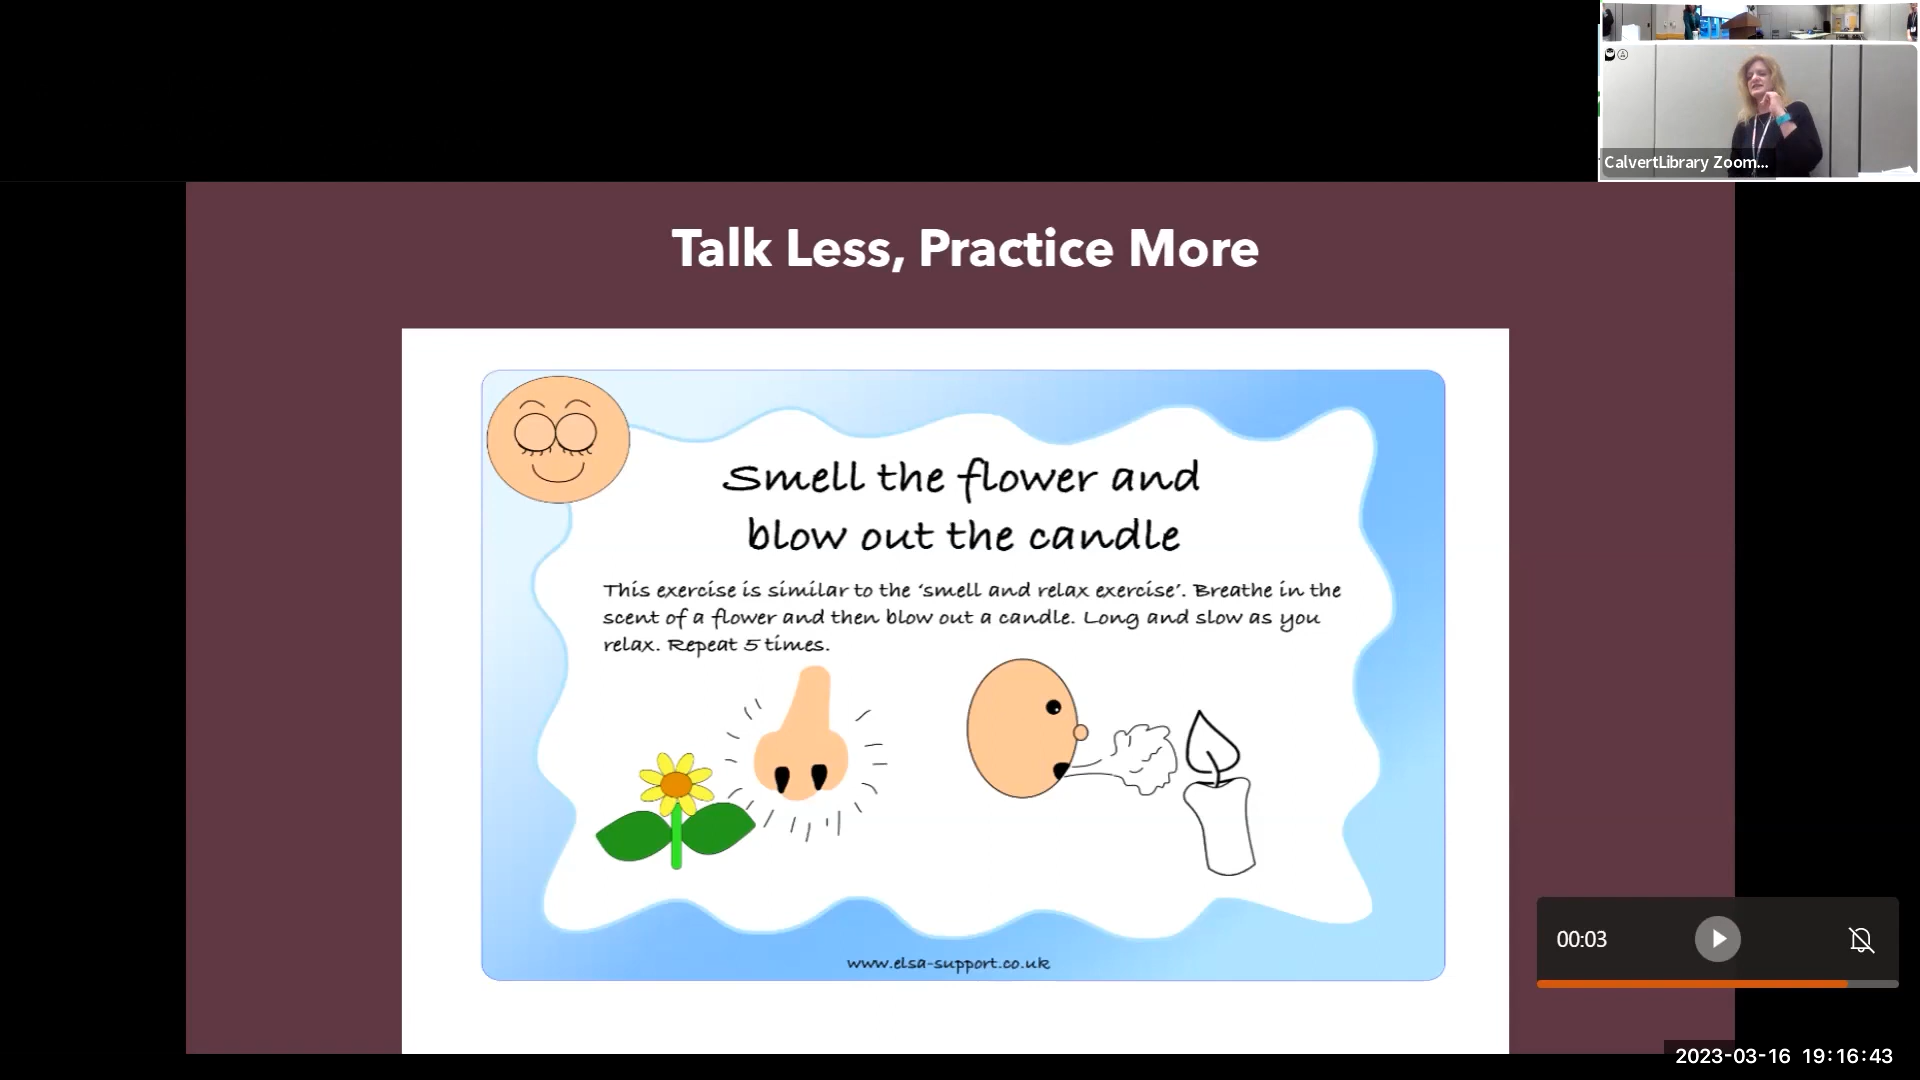 CalvertLibrary Zoom...
Talk Less, Practice More
Smell the flower and
blow out the candle
This exercise is similar to the ‘smell and relax exercise’. Breathe in the
scent of a flower and then blow out a candle. Long and slow as you
relax. Repeat 5 times.
www.elsa-support.co.uk
00:03
2023-03-16 19:16:43